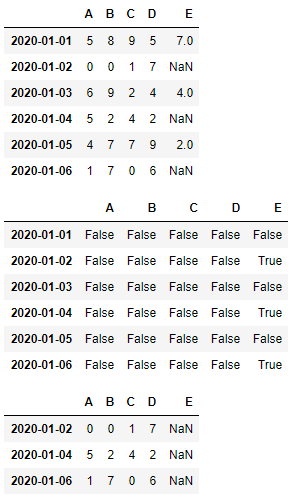 A B C D E
2020-01-01 5 8 9 5 7.0
2020-01-02 0 0 1 7 NaN
2020-01-03 6 9 2 4 4.0
2020-01-04 5 2 4 2 NaN
2020-01-05 4 7 7 9 2.0
2020-01-06 1 7 0 6 NaN
A B C D E
2020-01-01 False False False False False
2020-01-02 False False False False True
2020-01-03 False False False False False
2020-01-04 False False False False True
2020-01-05 False False False False False
2020-01-06 False False False False True
A B C D E
2020-01-02 0 0 1 7 NaN
2020-01-04 5 2 4 2 NaN
2020-01-06 1 7 0 6 NaN